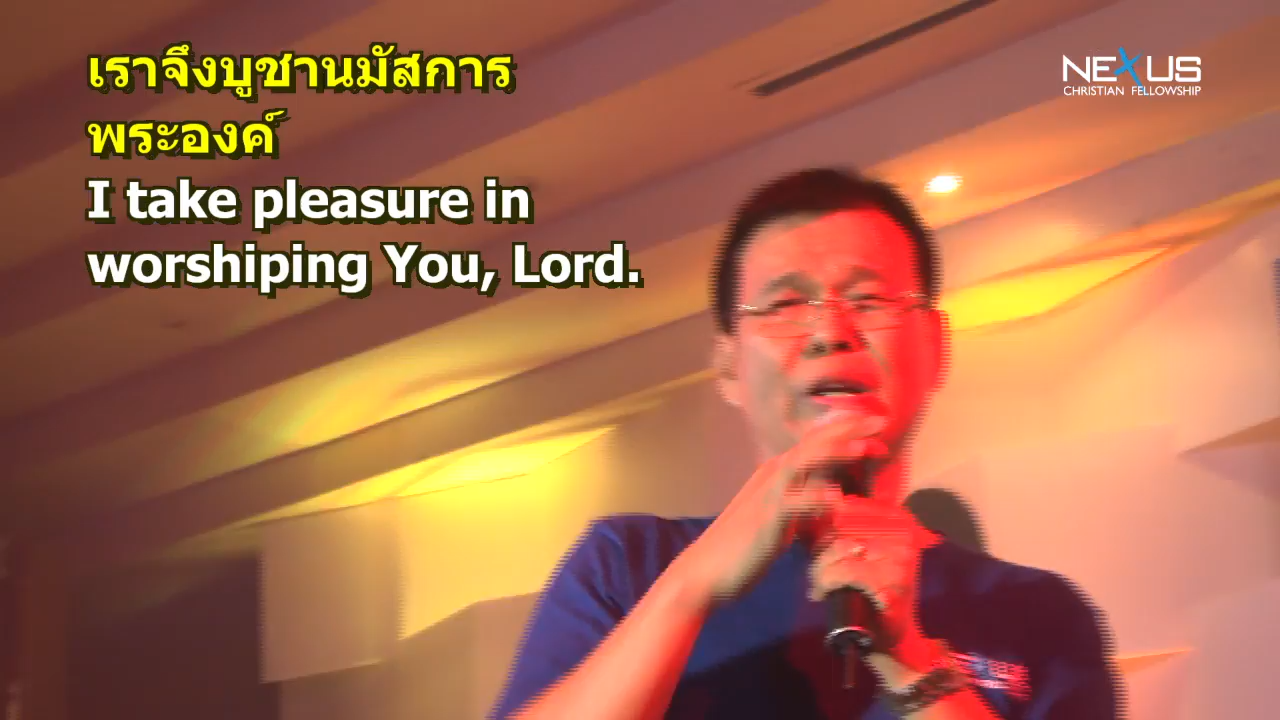 เราจึงบูชานมัสการ
พระองค์
I take pleasure in
worshiping You, Lord.
NEXUS
CHRISTIAN FELLOWSHIP